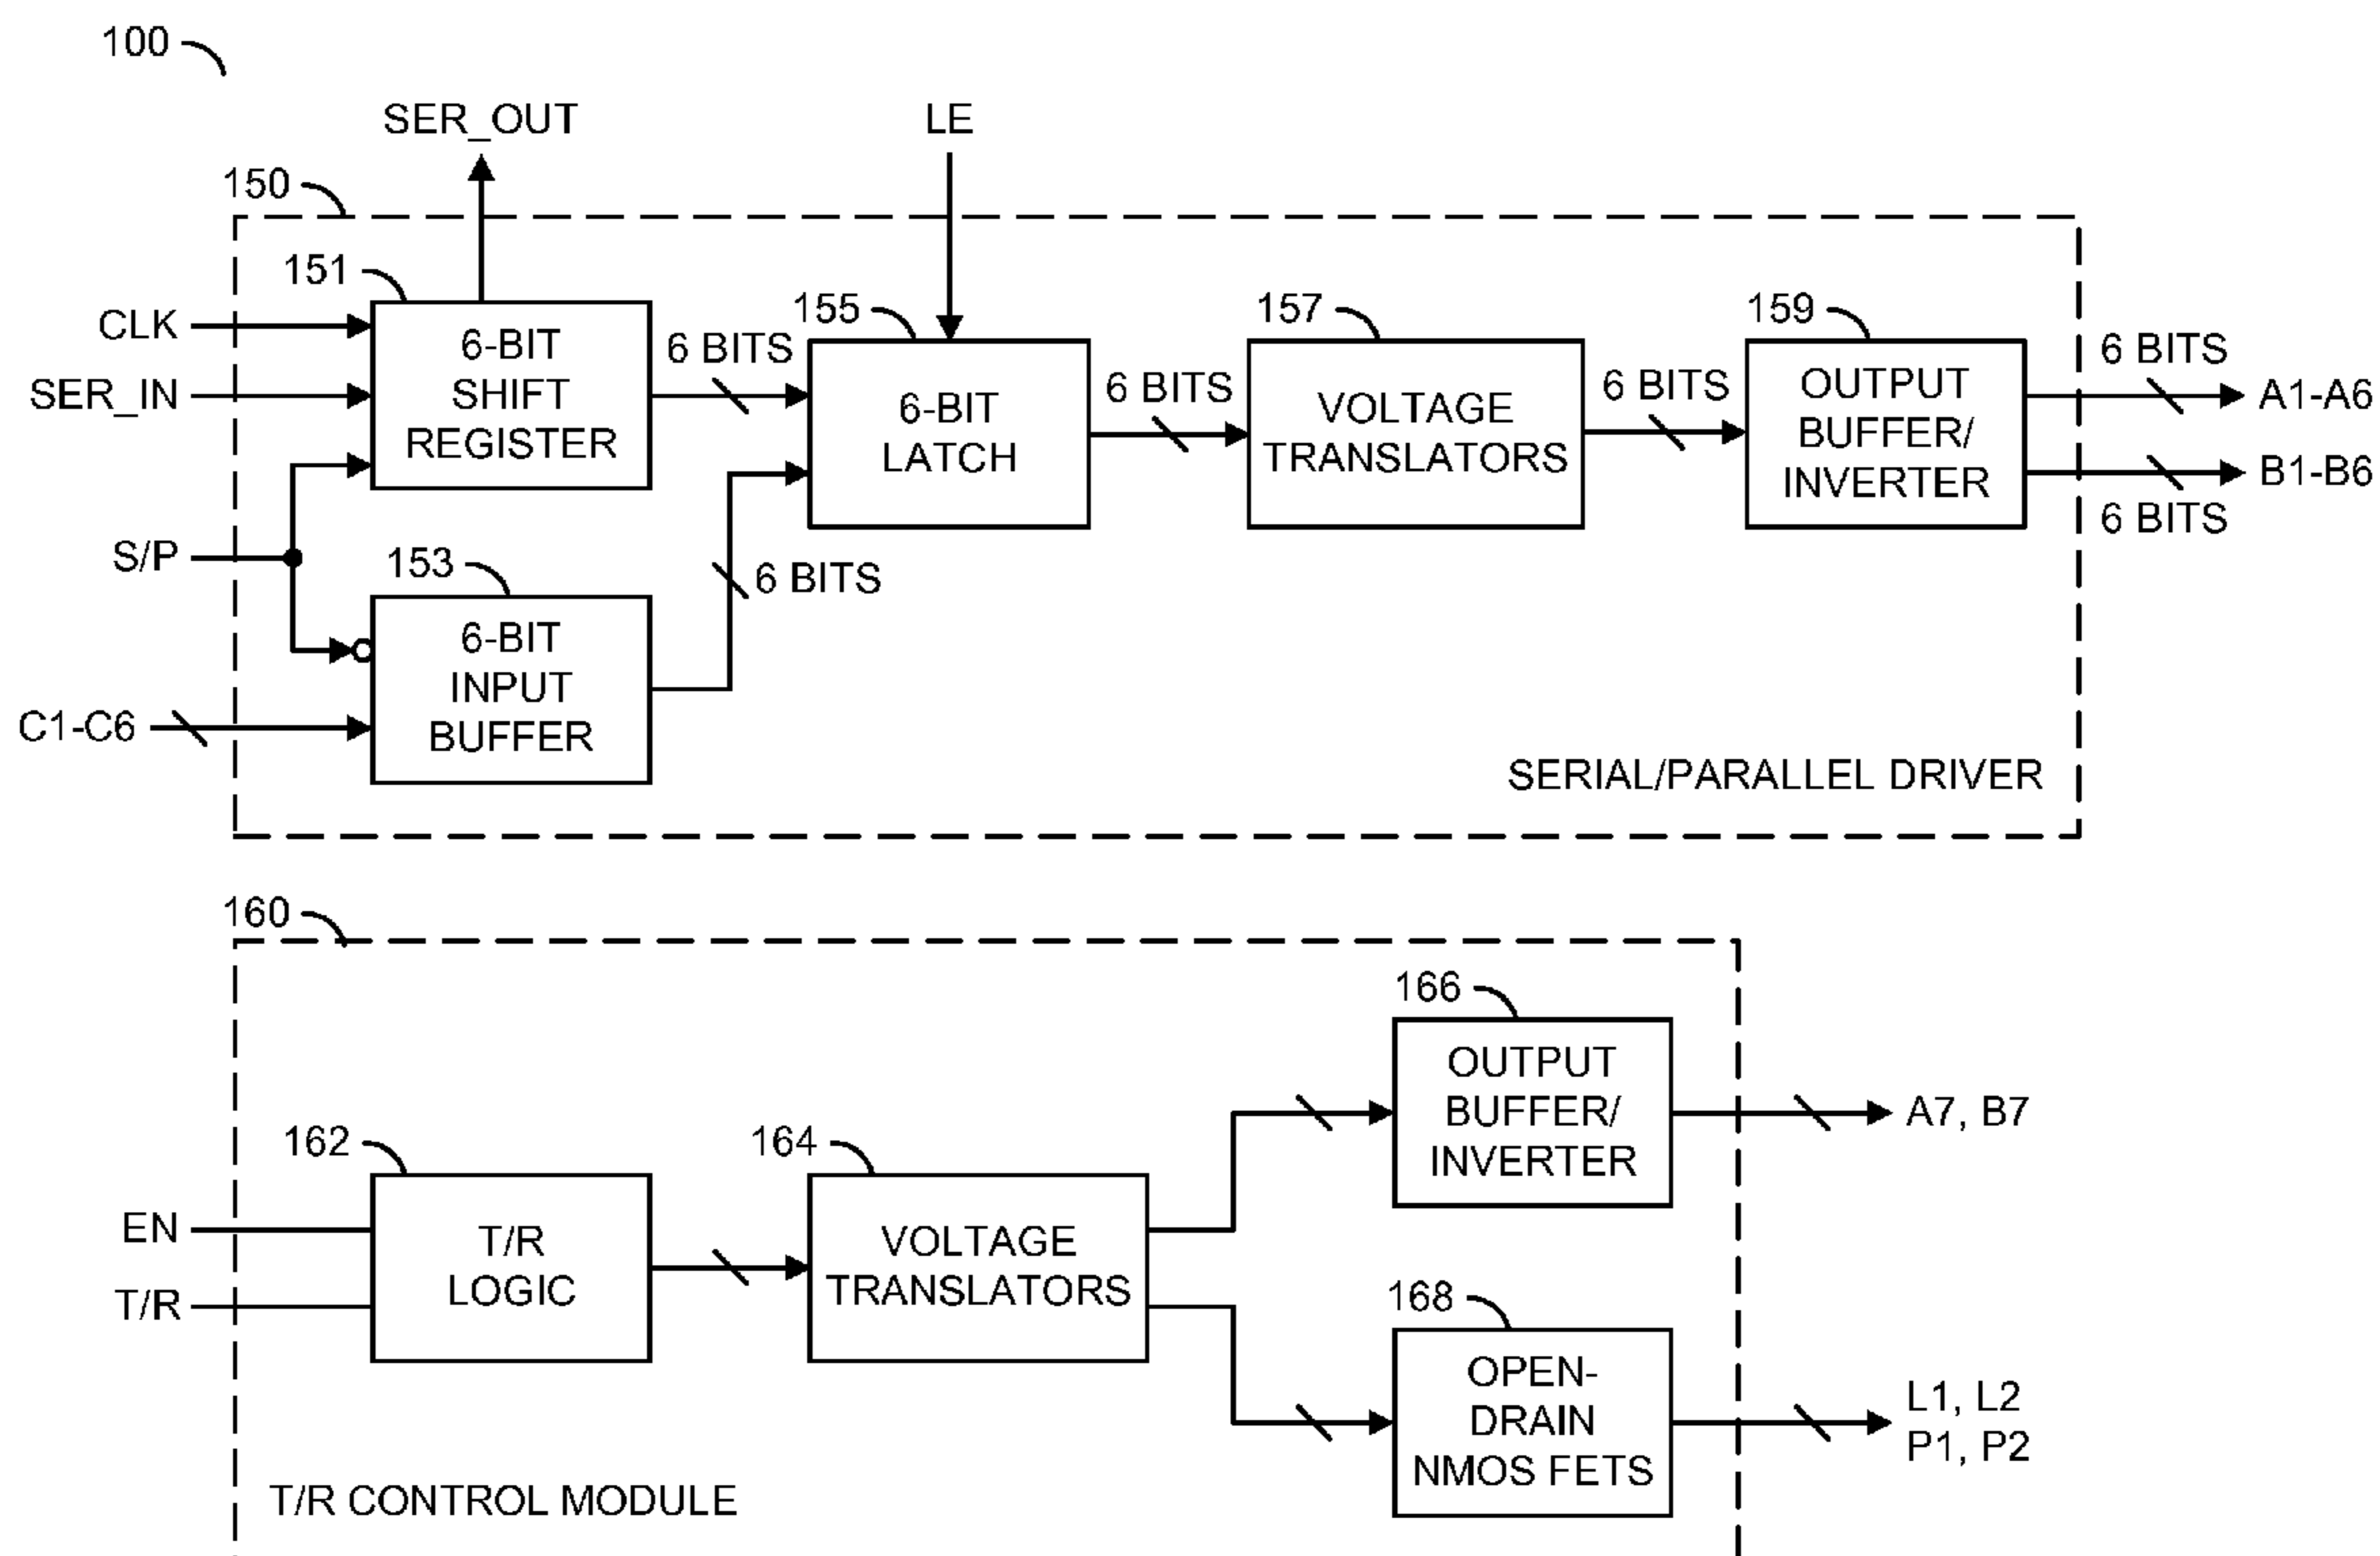 100
SER_OUT
LE
150
151
CLK
SER_IN
S/P
6-BIT
SHIFT
REGISTER
6 BITS
153
6-BIT
INPUT
BUFFER
C1-C6
6 BITS
155
6-BIT
LATCH
6 BITS
157
VOLTAGE
TRANSLATORS
6 BITS
159
OUTPUT
BUFFER/
INVERTER
6 BITS
A1-A6
B1-B6
6 BITS
SERIAL/PARALLEL DRIVER
160
162
EN
T/R
T/R
LOGIC
164
VOLTAGE
TRANSLATORS
166
OUTPUT
BUFFER/
INVERTER
A7, B7
168
OPEN-
DRAIN
NMOS FETS
L1, L2
P1, P2
T/R CONTROL MODULE